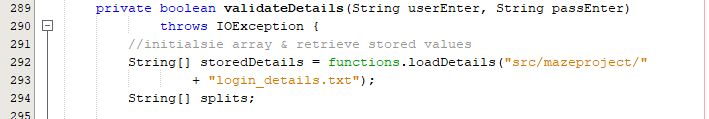 289 private boolean validateDetails(String userEnter, String passEnter)
290 throws IOException {
291 //initialsie array & retrieve stored values
292 String[] storedDetails = functions.loadDetails("src/mazeproject/"
293 + "login_details.txt");
294 String[] splits;
295